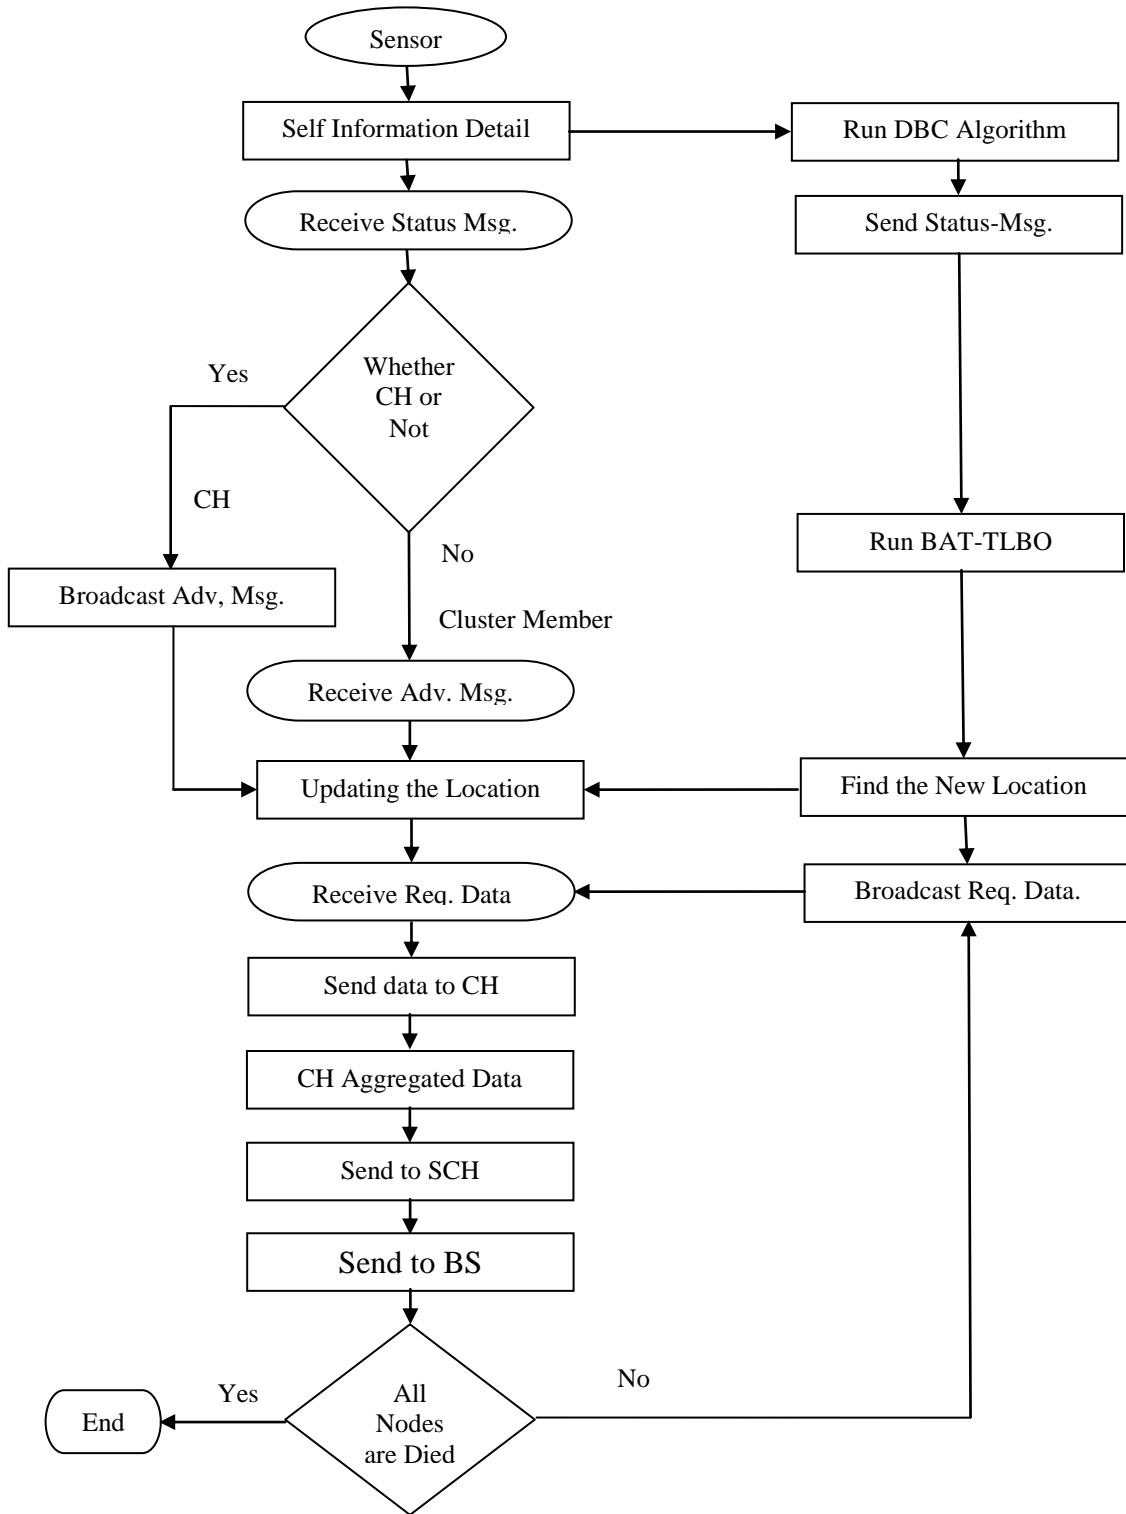 Sensor
Self Information Detail
Run DBC Algorithm
Receive Status Msg.
Send Status-Msg.
Whether
CH or
Not
Yes
CH
No
Run BAT-TLBO
Broadcast Adv, Msg.
Cluster Member
Receive Adv. Msg.
Updating the Location
Find the New Location
Receive Req. Data
Broadcast Req. Data.
Send data to CH
CH Aggregated Data
Send to SCH
Send to BS
All
Nodes
are Died
Yes
No
End